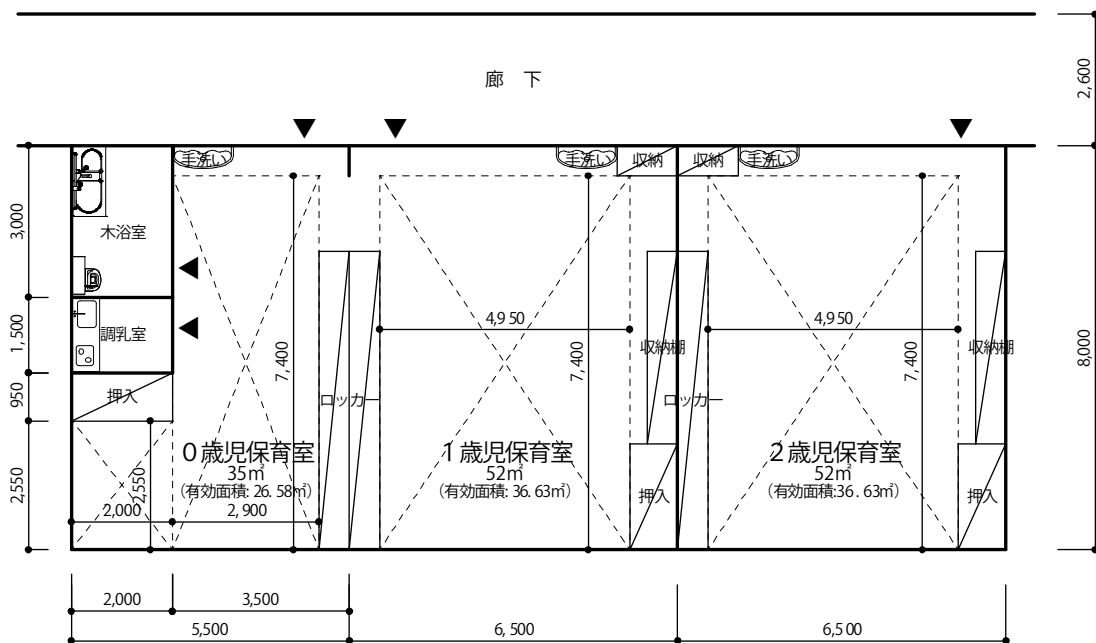 廊 下
2,600
手洗い
手洗い
収納
収納
手洗い
3,000
木浴室
1,500
調乳室
4,950
4,950
収納棚
収納棚
7,400
7,400
7,400
8,000
950
押入
ロッカー
ロッカー
0歳児保育室
35㎡
(有効面積: 26.58㎡)
1歳児保育室
52㎡
(有効面積: 36.63㎡)
2歳児保育室
52㎡
(有効面積:36.63㎡)
2550
2,550
押入
押入
2,000
2,900
2,000
3,500
5,500
6,500
6,500